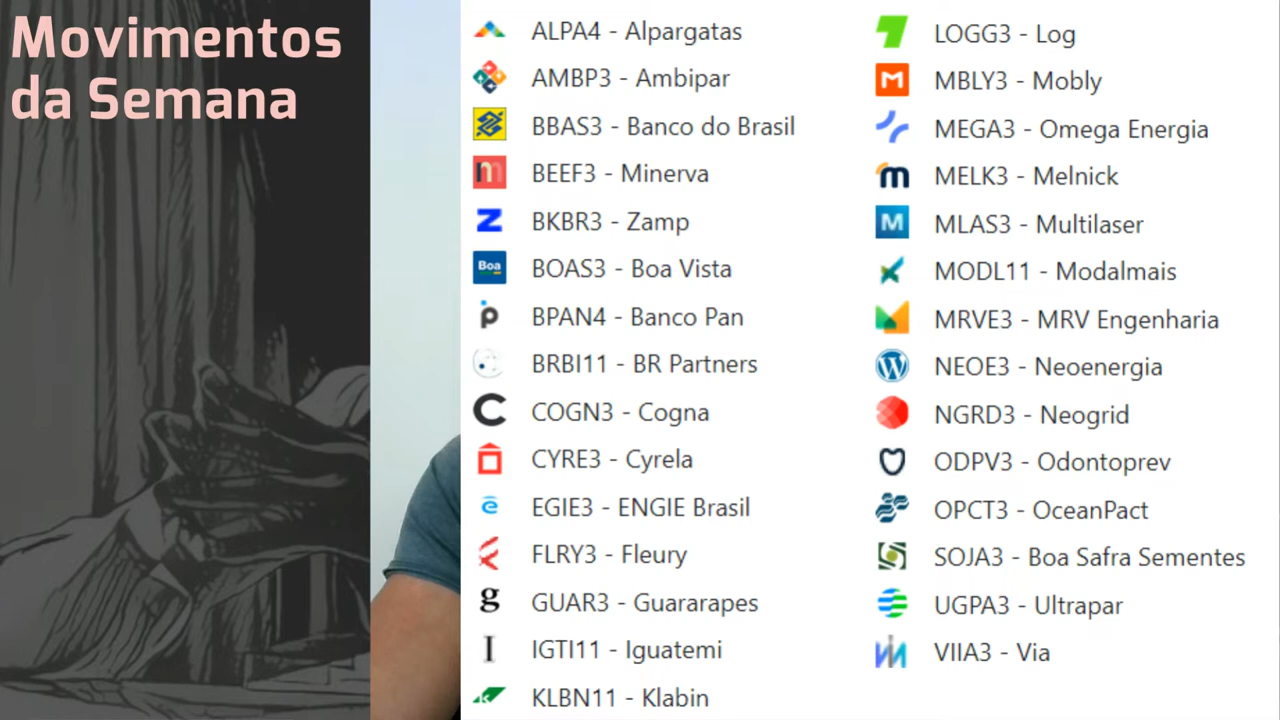 Movimentos
da Semana
ALPA4 - Alpargatas
AMBP3 - Ambipar
BBAS3 - Banco do Brasil
BEEF3 - Minerva
BKBR3 - Zamp
Boa
BOAS3 - Boa Vista
BPAN4 - Banco Pan
BRBI11 - BR Partners
COGN3 - Cogna
CYRE3 - Cyrela
EGIE3 - ENGIE Brasil
FLRY3 - Fleury
GUAR3 - Guararapes
IGTI11 - Iguatemi
KLBN11 - Klabin
LOGG3 - Log
MBLY3 - Mobly
MEGA3 - Omega Energia
MELK3 - Melnick
MLAS3 - Multilaser
MODL11 - Modalmais
MRVE3 - MRV Engenharia
NEOE3 - Neoenergia
NGRD3 - Neogrid
ODPV3 - Odontoprev
OPCT3 - OceanPact
SOJA3 - Boa Safra Sementes
UGPA3 - Ultrapar
VIIA3 - Via